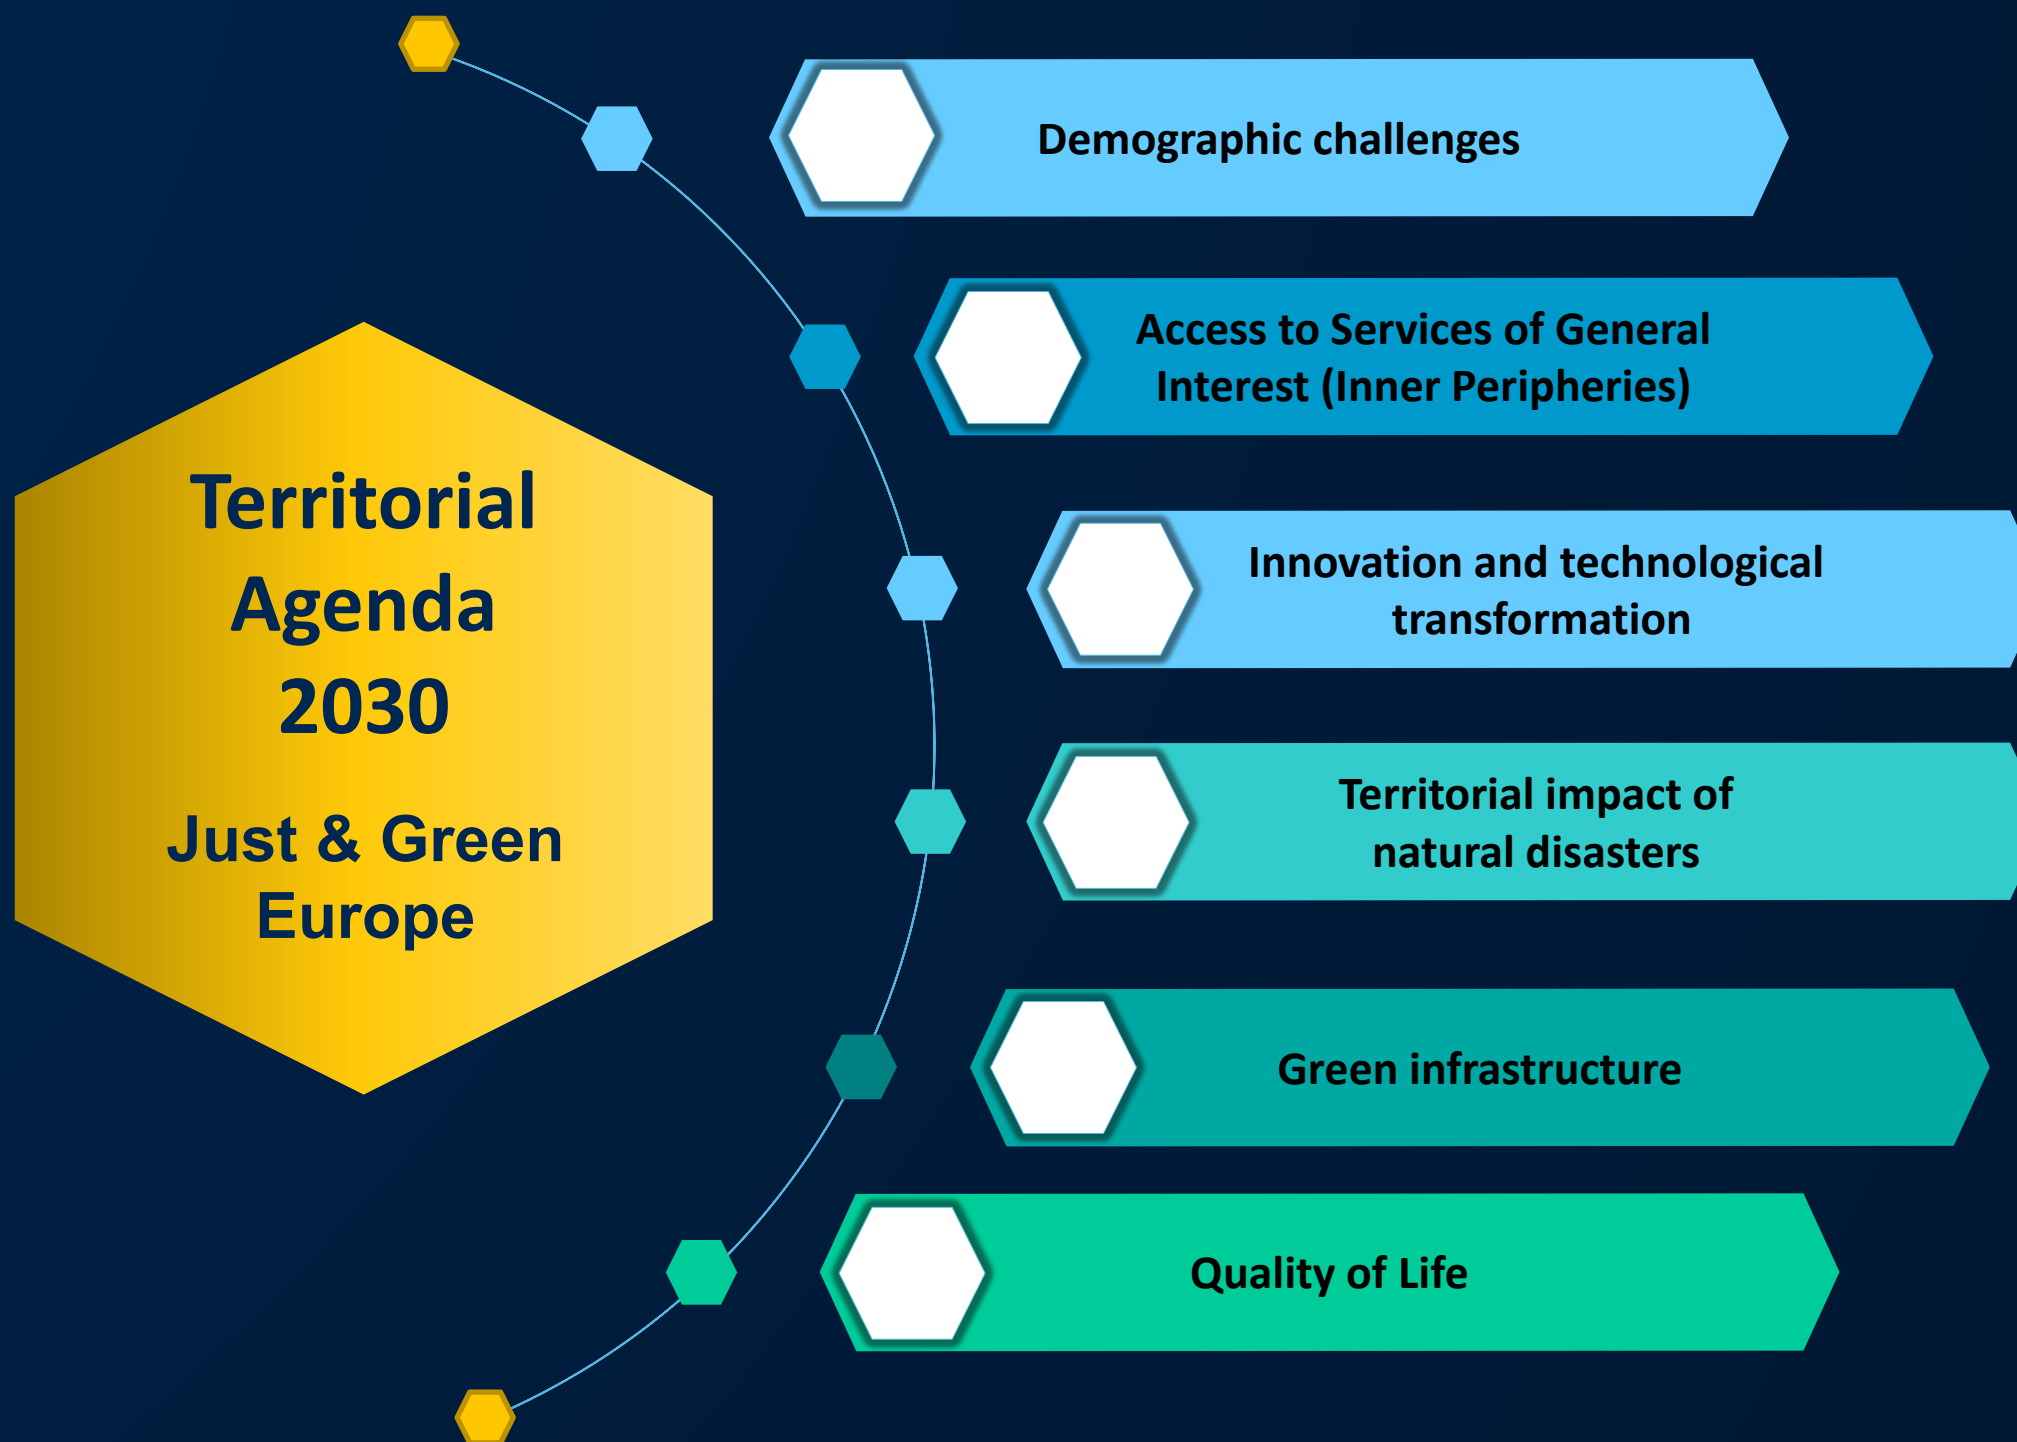 Territorial
Agenda
2030
Just & Green
Europe
Demographic challenges
Access to Services of General
Interest (Inner Peripheries)
Innovation and technological
transformation
Territorial impact of
natural disasters
Green infrastructure
Quality of Life